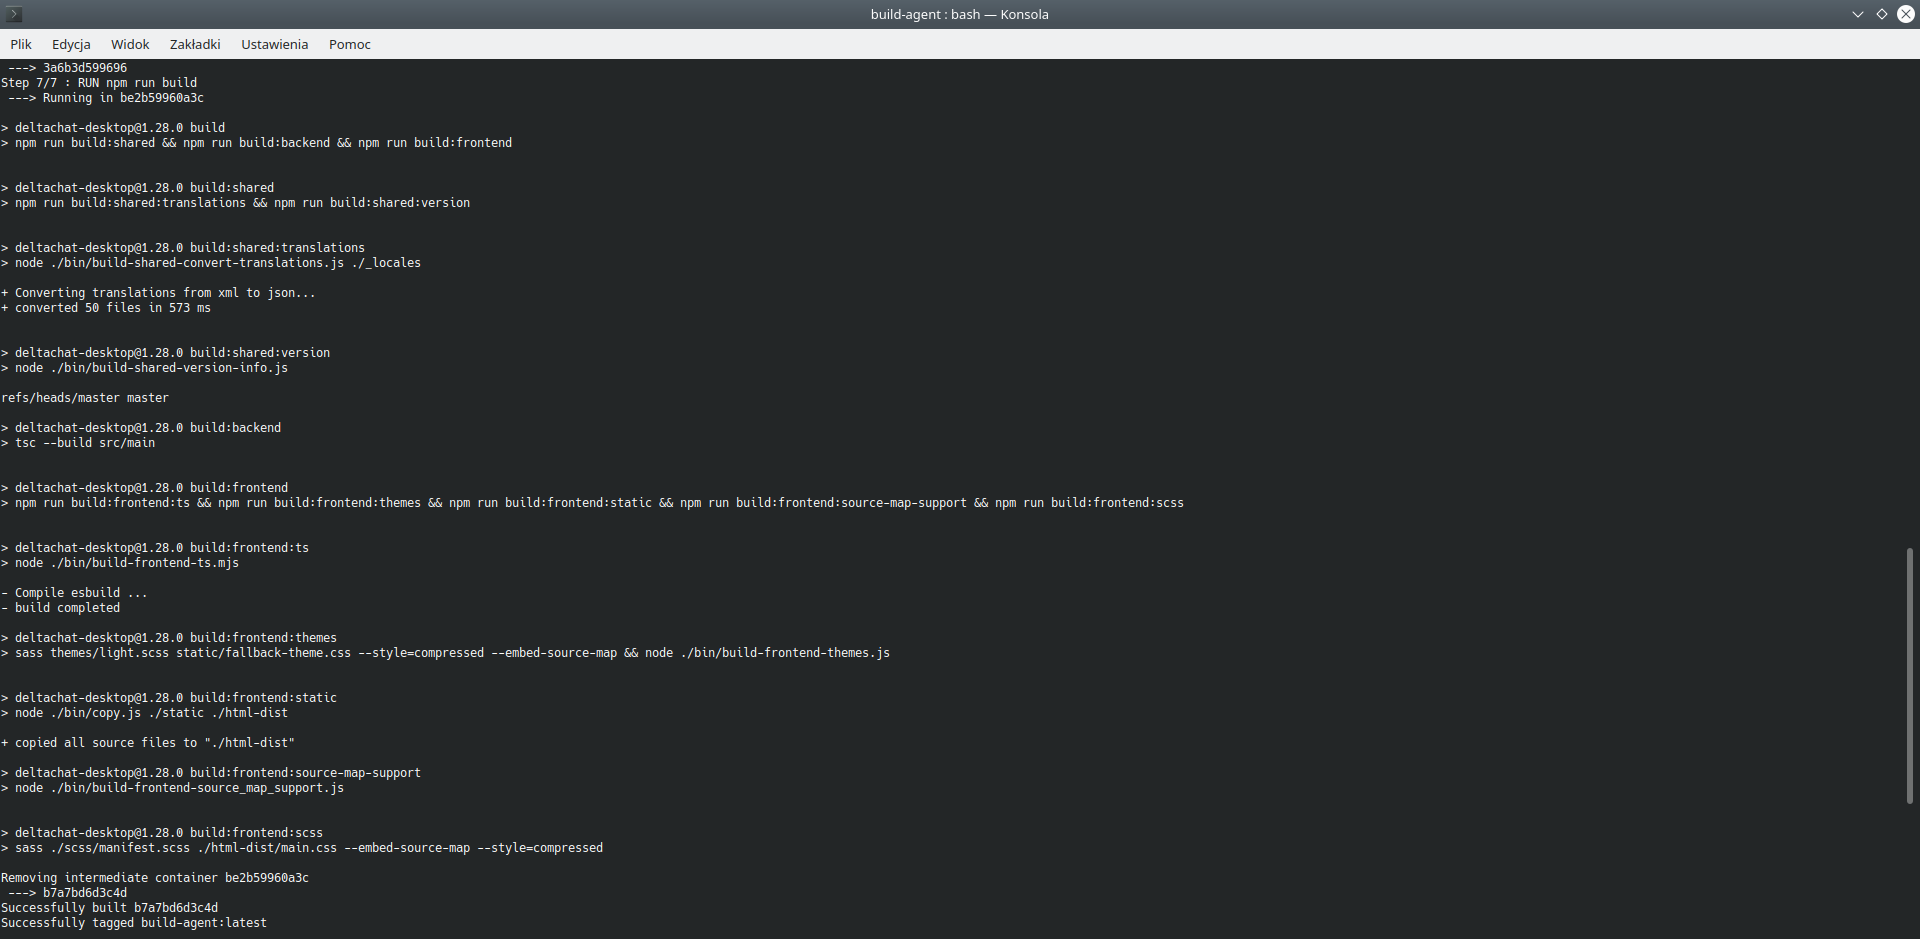 build-agent : bash — Konsola
Plik Edycja Widok Zakładki Ustawienia Pomoc
---> 3a6b3d599696
Step 7/7 : RUN npm run build
---> Running in be2b59960a3c
> deltachat-desktop@1.28.0 build
> npm run build:shared && npm run build:backend && npm run build:frontend
> deltachat-desktop@1.28.0 build:shared
> npm run build:shared:translations && npm run build:shared:version
> deltachat-desktop@1.28.0 build:shared:translations
> node ./bin/build-shared-convert-translations.js ./_locales
+ Converting translations from xml to json...
+ converted 50 files in 573 ms
> deltachat-desktop@1.28.0 build:shared:version
> node ./bin/build-shared-version-info.js
refs/heads/master master
> deltachat-desktop@1.28.0 build:backend
> tsc --build src/main
> deltachat-desktop@1.28.0 build:frontend
> npm run build:frontend:ts && npm run build:frontend:themes && npm run build:frontend:static && npm run build:frontend:source-map-support && npm run build:frontend:scss
> deltachat-desktop@1.28.0 build:frontend:ts
> node ./bin/build-frontend-ts.mjs
- Compile esbuild ...
- build completed
> deltachat-desktop@1.28.0 build:frontend:themes
> sass themes/light.scss static/fallback-theme.css --style=compressed --embed-source-map && node ./bin/build-frontend-themes.js
> deltachat-desktop@1.28.0 build:frontend:static
> node ./bin/copy.js ./static ./html-dist
+ copied all source files to "./html-dist"
> deltachat-desktop@1.28.0 build:frontend:source-map-support
> node ./bin/build-frontend-source_map_support.js
> deltachat-desktop@1.28.0 build:frontend:scss
> sass ./scss/manifest.scss ./html-dist/main.css --embed-source-map --style=compressed
Removing intermediate container be2b59960a3c
---> b7a7bd6d3c4d
Successfully built b7a7bd6d3c4d
Successfully tagged build-agent:latest